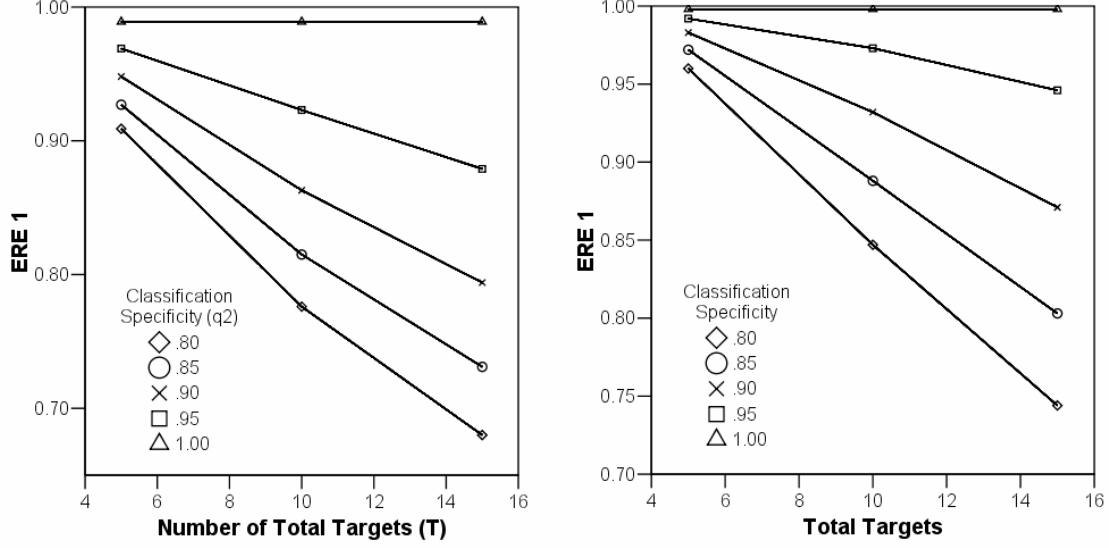 1.00
0.90
0.80
0.70
ERE 1
Classification
Specificity (q2)
.80
.85
.90
.95
1.00
4 6 8 10 12 14 16
Number of Total Targets (T)
1.00
0.95
0.90
0.85
0.80
0.75
0.70
ERE 1
Classification
Specificity
.80
.85
.90
.95
1.00
4 6 8 10 12 14 16
Total Targets